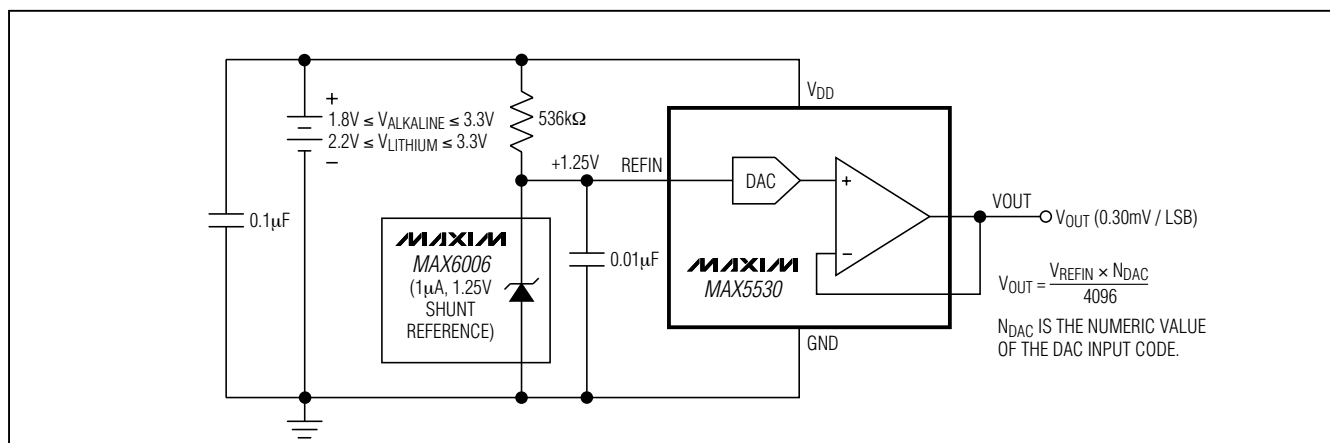 +
1.8V ≤ VALKALINE ≤ 3.3V
2.2V ≤ VLITHIUM ≤ 3.3V
−
0.1µF
536kΩ
+1.25V
REFIN
MAXIM
MAX6006
(1µA, 1.25V
SHUNT
REFERENCE)
0.01µF
VDD
DAC
+
−
MAXIM
MAX5530
GND
VOUT
VOUT (0.30mV / LSB)
VOUT = VREFIN × NDAC
4096
NDAC IS THE NUMERIC VALUE
OF THE DAC INPUT CODE.